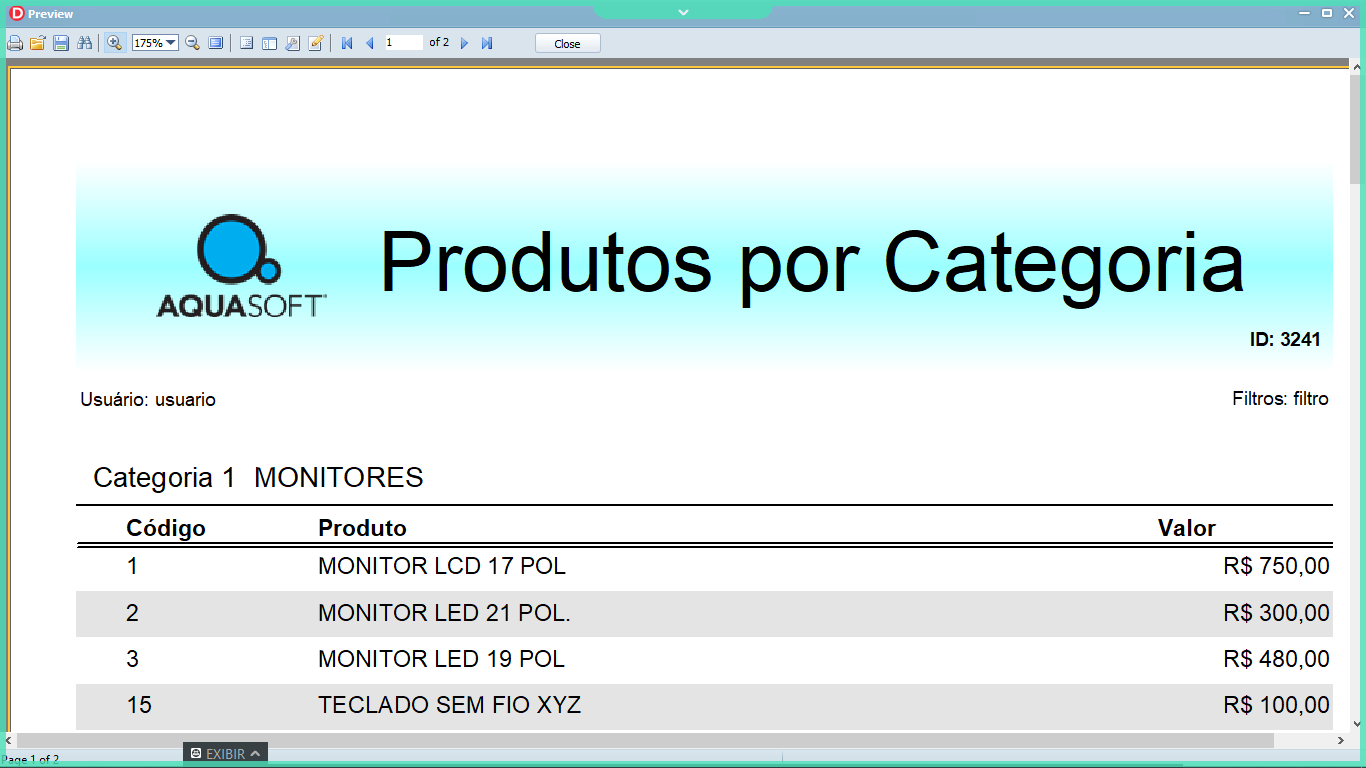 Preview
175%
1 of 2
Close
AQUASOFT
Produtos por Categoria
ID: 3241
Usuário: usuario
Filtros: filtro
Categoria 1 MONITORES
Código Produto Valor
1 MONITOR LCD 17 POL R$ 750,00
2 MONITOR LED 21 POL. R$ 300,00
3 MONITOR LED 19 POL R$ 480,00
15 TECLADO SEM FIO XYZ R$ 100,00
EXIBIR
Page 1 of 2